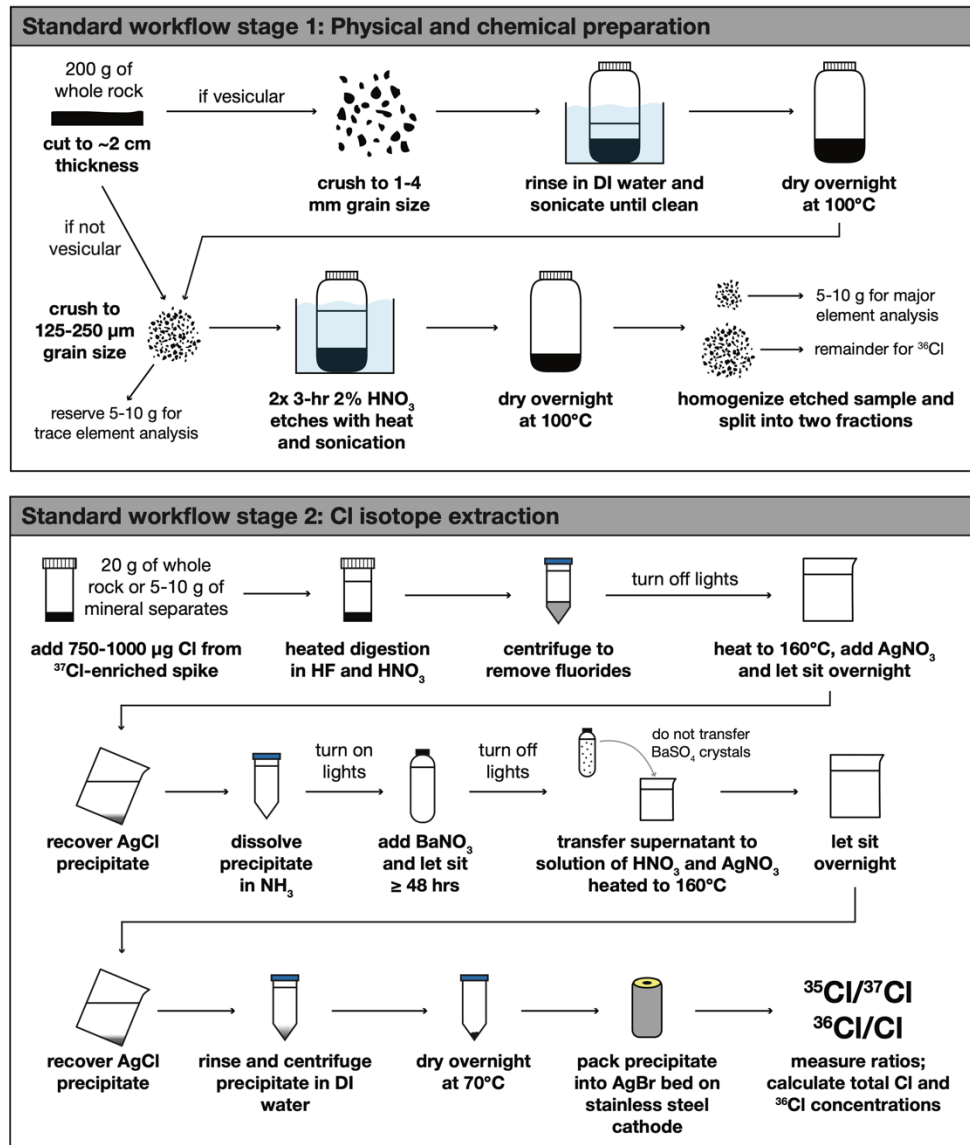 Standard workflow stage 1: Physical and chemical preparation
200 g of
whole rock
cut to ~2 cm
thickness
if vesicular
crush to 1-4
mm grain size
rinse in DI water and
sonicate until clean
dry overnight
at 100°C
if not
vesicular
crush to
125-250 µm
grain size
reserve 5-10 g for
trace element analysis
2x 3-hr 2% HNO₃
etches with heat
and sonication
dry overnight
at 100°C
5-10 g for major
element analysis
remainder for ³⁶Cl
homogenize etched sample and
split into two fractions
Standard workflow stage 2: Cl isotope extraction
20 g of whole
rock or 5-10 g of
mineral separates
add 750-1000 µg Cl from
³⁷Cl-enriched spike
heated digestion
in HF and HNO₃
centrifuge to
remove fluorides
turn off lights
heat to 160°C, add AgNO₃
and let sit overnight
recover AgCl
precipitate
dissolve
precipitate
in NH₃
turn on
lights
add BaNO₃
and let sit
≥ 48 hrs
turn off
lights
do not transfer
BaSO₄ crystals
transfer supernatant to
solution of HNO₃ and AgNO₃
heated to 160°C
let sit
overnight
recover AgCl
precipitate
rinse and centrifuge
precipitate in DI
water
dry overnight
at 70°C
pack precipitate
into AgBr bed on
stainless steel
cathode
³⁵Cl/³⁷Cl
³⁶Cl/Cl
measure ratios;
calculate total Cl and
³⁶Cl concentrations